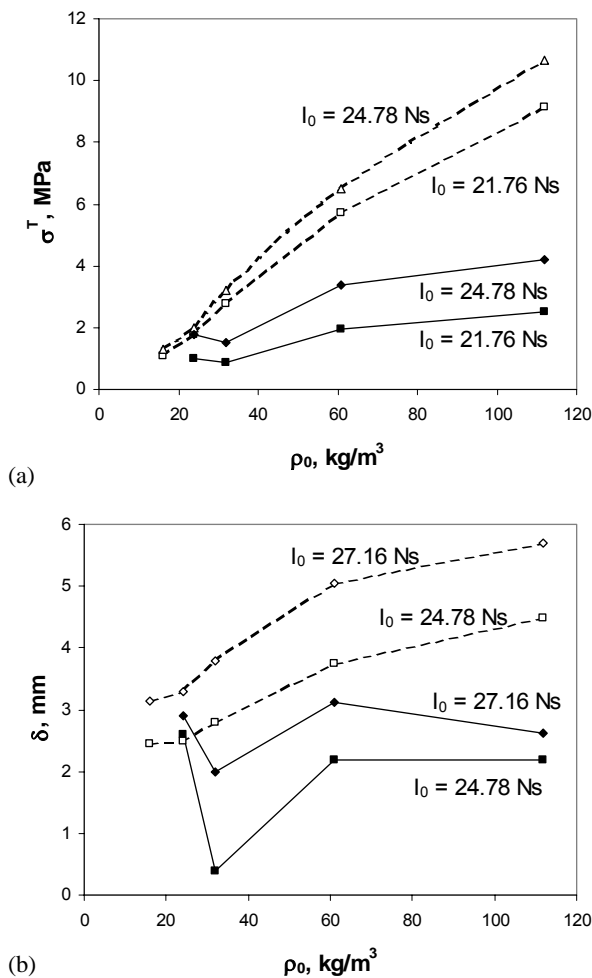 12
10
8
6
4
2
0
σᵀ, MPa
I₀ = 24.78 Ns
I₀ = 21.76 Ns
I₀ = 24.78 Ns
I₀ = 21.76 Ns
0 20 40 60 80 100 120
ρ₀, kg/m³
(a)
6
5
4
3
2
1
0
δ, mm
I₀ = 27.16 Ns
I₀ = 24.78 Ns
I₀ = 27.16 Ns
I₀ = 24.78 Ns
0 20 40 60 80 100 120
ρ₀, kg/m³
(b)